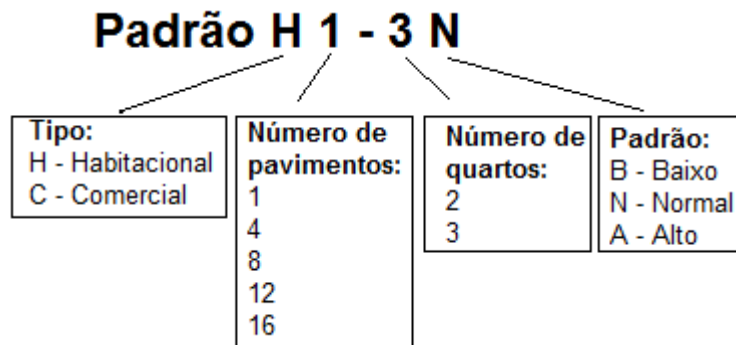 Padrão H 1 - 3 N
Tipo:
H - Habitacional
C - Comercial
Número de
pavimentos:
1
4
8
12
16
Número de
quartos:
2
3
Padrão:
B - Baixo
N - Normal
A - Alto